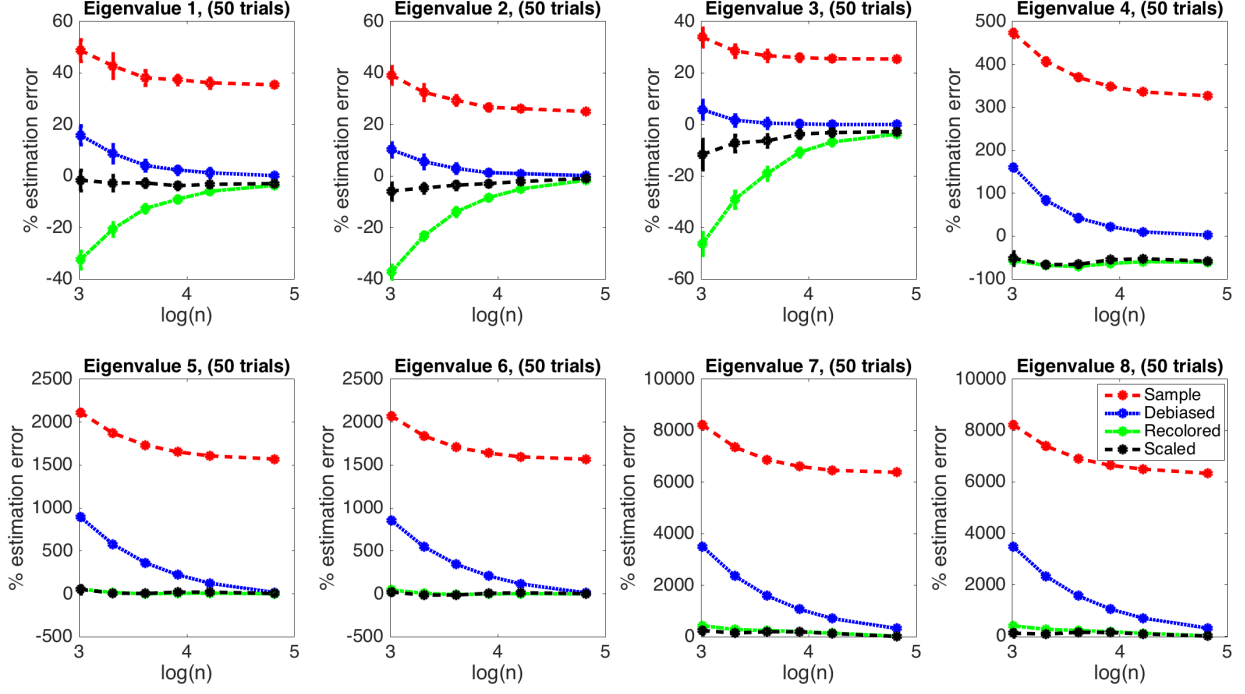 Eigenvalue 1, (50 trials)
% estimation error
60
40
20
0
-20
-40
3
4
5
log(n)
Eigenvalue 2, (50 trials)
% estimation error
60
40
20
0
-20
-40
3
4
5
log(n)
Eigenvalue 3, (50 trials)
% estimation error
40
20
0
-20
-40
-60
3
4
5
log(n)
Eigenvalue 4, (50 trials)
% estimation error
500
400
300
200
100
0
-100
3
4
5
log(n)
Eigenvalue 5, (50 trials)
% estimation error
2500
2000
1500
1000
500
0
-500
3
4
5
log(n)
Eigenvalue 6, (50 trials)
% estimation error
2500
2000
1500
1000
500
0
-500
3
4
5
log(n)
Eigenvalue 7, (50 trials)
% estimation error
10000
8000
6000
4000
2000
0
3
4
5
log(n)
Eigenvalue 8, (50 trials)
% estimation error
10000
8000
6000
4000
2000
0
Sample
Debiased
Recolored
Scaled
3
4
5
log(n)